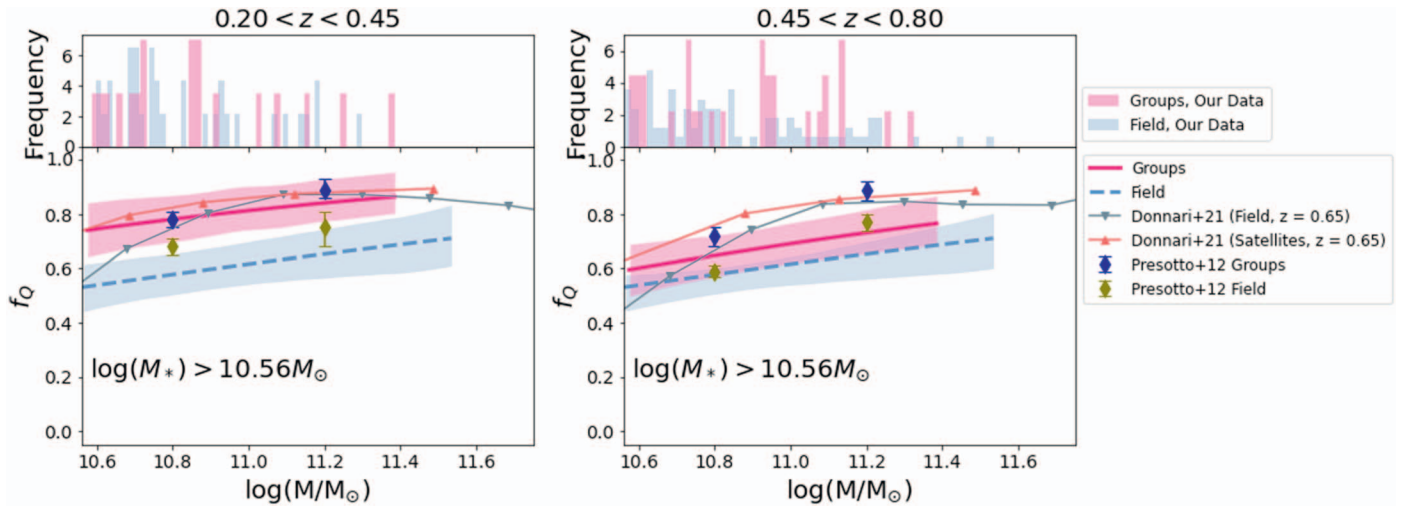 0.20 < z < 0.45
0.45 < z < 0.80
Frequency
6
4
2
0
Frequency
6
4
2
0
Groups, Our Data
Field, Our Data
f_Q
1.0
0.8
0.6
0.4
0.2
0.0
log(M_*) > 10.56M_⊙
10.6 10.8 11.0 11.2 11.4 11.6
log(M/M_⊙)
f_Q
1.0
0.8
0.6
0.4
0.2
0.0
log(M_*) > 10.56M_⊙
10.6 10.8 11.0 11.2 11.4 11.6
log(M/M_⊙)
Groups
Field
Donnari+21 (Field, z = 0.65)
Donnari+21 (Satellites, z = 0.65)
Presotto+12 Groups
Presotto+12 Field